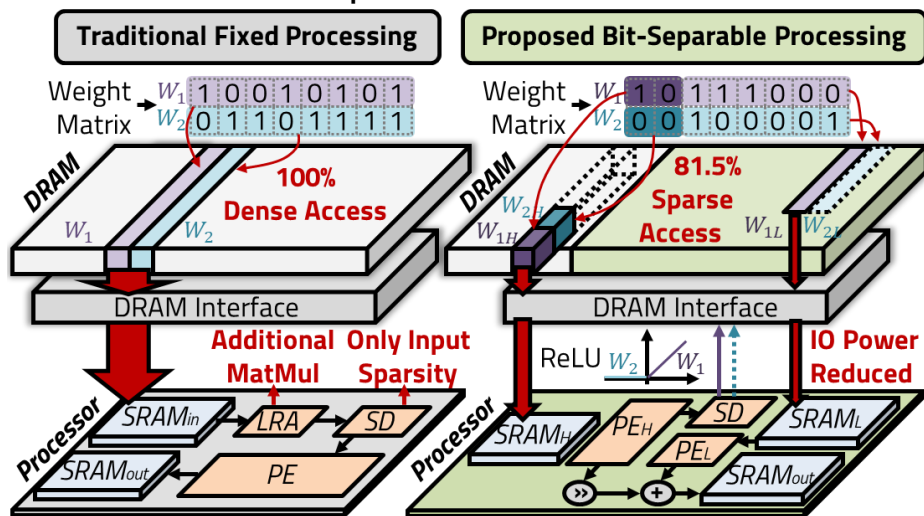 Traditional Fixed Processing
Weight Matrix
W1 1 0 0 1 0 1 0 1
W2 0 1 1 0 1 1 1 1
DRAM
100%
Dense Access
W1
W2
DRAM Interface
Additional
MatMul
Only Input
Sparsity
Processor
SRAMin
LRA
SD
SRAMout
PE
Proposed Bit-Separable Processing
Weight Matrix
W1 1 0 1 1 1 0 0 0
W2 0 0 1 0 0 0 0 1
DRAM
81.5%
Sparse
Access
W1H
W2H
W1L
W2L
DRAM Interface
ReLU
W2
W1
IO Power
Reduced
Processor
SRAMH
PEH
SD
SRAML
PEL
»
+
SRAMout